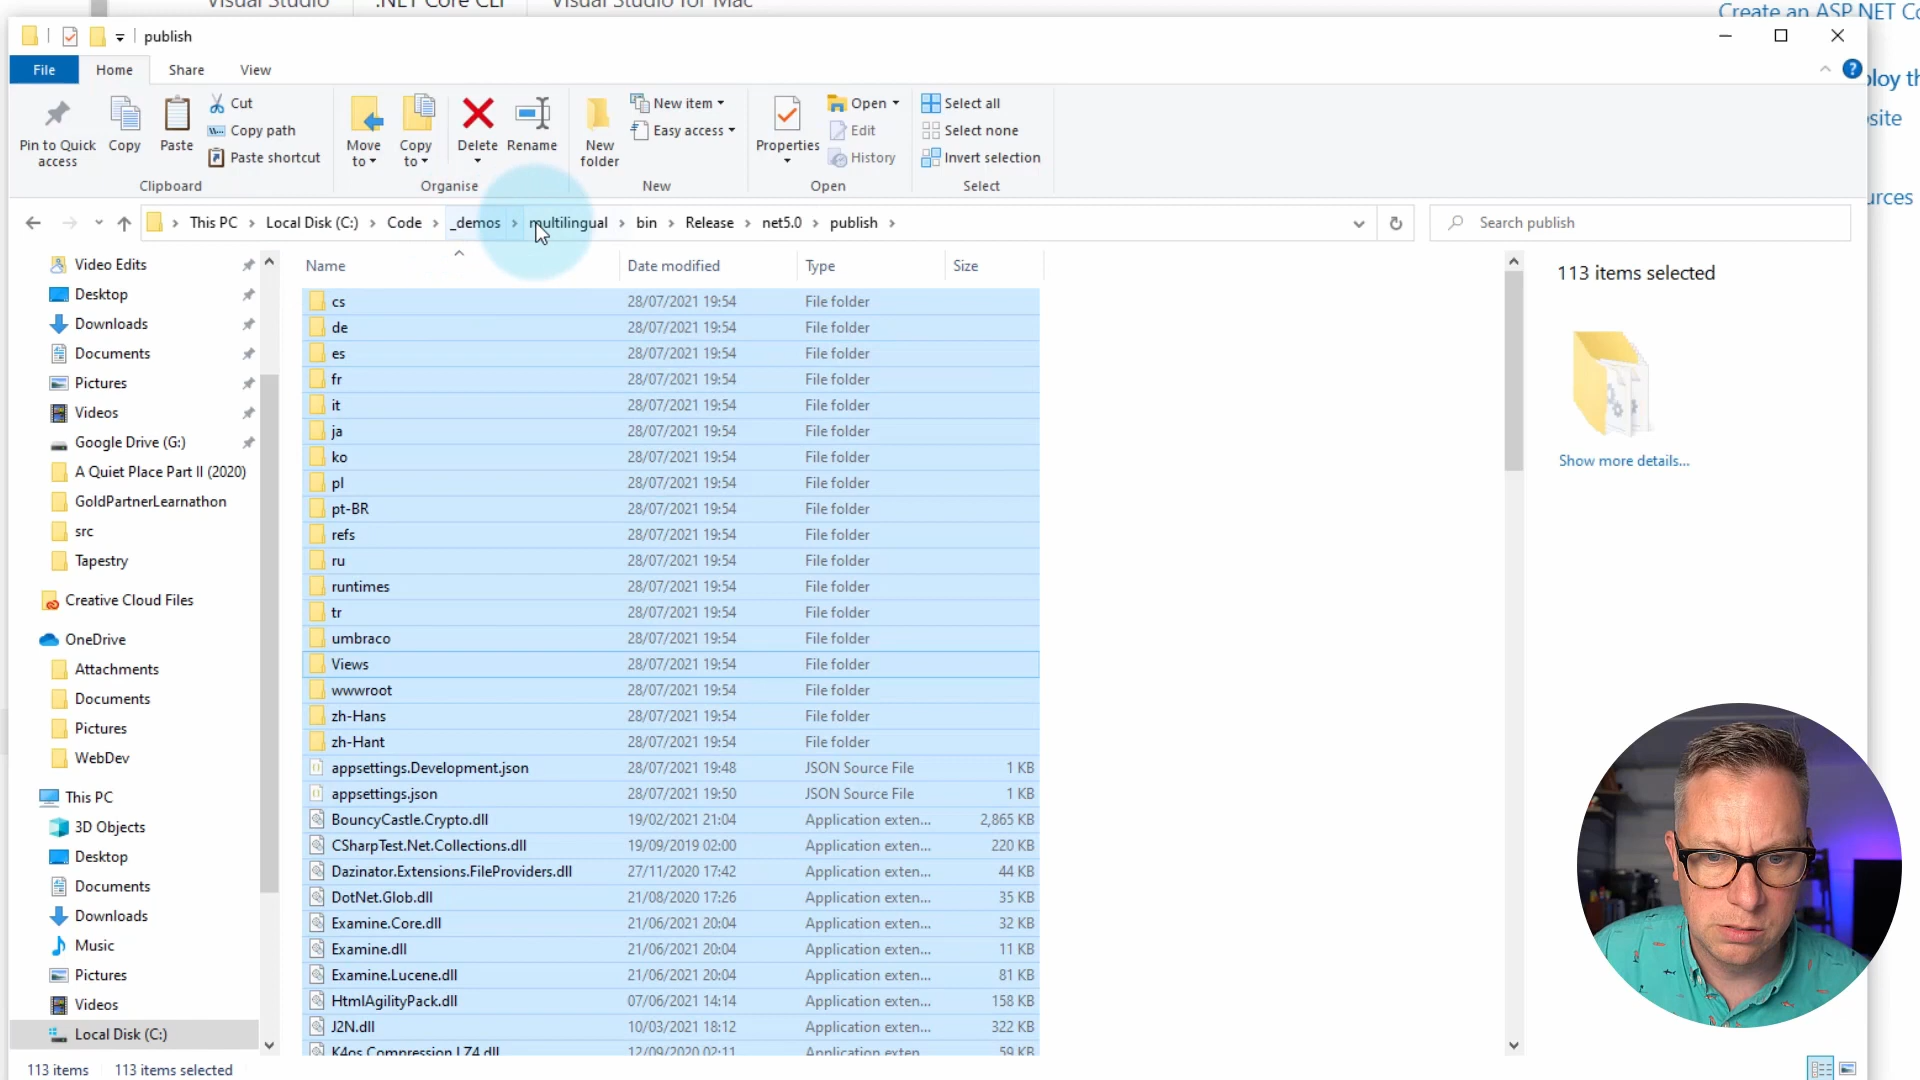 Visual Studio .NET Core CLI Visual Studio for Mac
Create an ASP.NET Co
publish
File Home Share View
ploy th
Pin to Quick access
Copy
Paste
Cut
Copy path
Paste shortcut
Move to
Copy to
Delete
Rename
New folder
New item
Easy access
Properties
Open
Edit
History
Select all
Select none
Invert selection
site
Clipboard Organise New Open Select
urces
This PC Local Disk (C:) Code _demos multilingual bin Release net5.0 publish
Search publish
Name Date modified Type Size
113 items selected
Show more details...
Video Edits
Desktop
Downloads
Documents
Pictures
Videos
Google Drive (G:)
A Quiet Place Part II (2020)
GoldPartnerLearnathon
src
Tapestry
Creative Cloud Files
OneDrive
Attachments
Documents
Pictures
WebDev
This PC
3D Objects
Desktop
Documents
Downloads
Music
Pictures
Videos
Local Disk (C:)
cs 28/07/2021 19:54 File folder
de 28/07/2021 19:54 File folder
es 28/07/2021 19:54 File folder
fr 28/07/2021 19:54 File folder
it 28/07/2021 19:54 File folder
ja 28/07/2021 19:54 File folder
ko 28/07/2021 19:54 File folder
pl 28/07/2021 19:54 File folder
pt-BR 28/07/2021 19:54 File folder
refs 28/07/2021 19:54 File folder
ru 28/07/2021 19:54 File folder
runtimes 28/07/2021 19:54 File folder
tr 28/07/2021 19:54 File folder
umbraco 28/07/2021 19:54 File folder
Views 28/07/2021 19:54 File folder
wwwroot 28/07/2021 19:54 File folder
zh-Hans 28/07/2021 19:54 File folder
zh-Hant 28/07/2021 19:54 File folder
appsettings.Development.json 28/07/2021 19:48 JSON Source File 1 KB
appsettings.json 28/07/2021 19:50 JSON Source File 1 KB
BouncyCastle.Crypto.dll 19/02/2021 21:04 Application exten... 2,865 KB
CSharpTest.Net.Collections.dll 19/09/2019 02:00 Application exten... 220 KB
Dazinator.Extensions.FileProviders.dll 27/11/2020 17:42 Application exten... 44 KB
DotNet.Glob.dll 21/08/2020 17:26 Application exten... 35 KB
Examine.Core.dll 21/06/2021 20:04 Application exten... 32 KB
Examine.dll 21/06/2021 20:04 Application exten... 11 KB
Examine.Lucene.dll 21/06/2021 20:04 Application exten... 81 KB
HtmlAgilityPack.dll 07/06/2021 14:14 Application exten... 158 KB
J2N.dll 10/03/2021 18:12 Application exten... 322 KB
K4os.Compression.LZ4.dll 12/09/2020 02:11 Application exten... 59 KB
113 items 113 items selected